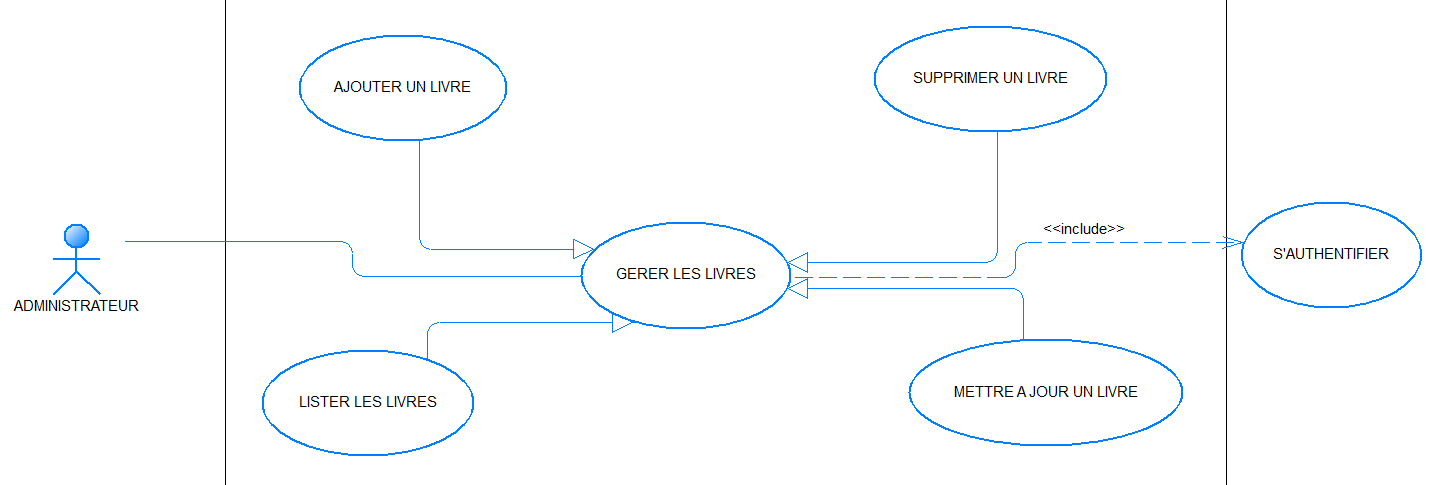 AJOUTER UN LIVRE
SUPPRIMER UN LIVRE
<<include>>
S'AUTHENTIFIER
GERER LES LIVRES
ADMINISTRATEUR
LISTER LES LIVRES
METTRE A JOUR UN LIVRE